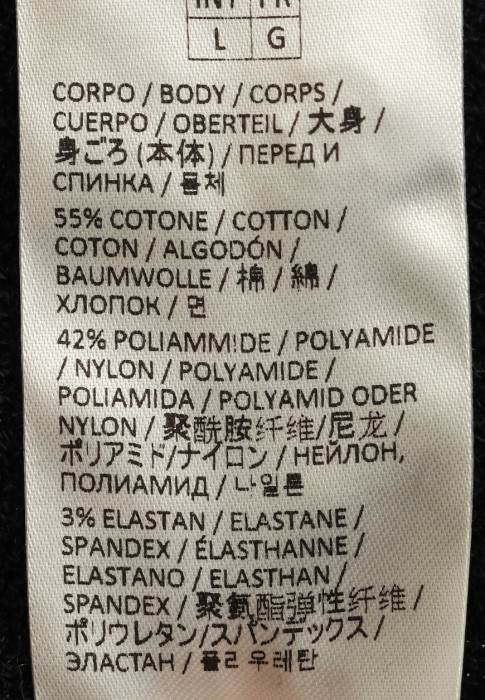 INT FR
L G
CORPO / BODY / CORPS /
CUERPO / OBERTEIL / 大身 /
身ごろ (本体) / ПЕРЕД И
СПИНКА / 몸체
55% COTONE / COTTON /
COTON / ALGODÓN /
BAUMWOLLE / 棉 / 綿 /
ХЛОПОК / 면
42% POLIAMMIDE / POLYAMIDE
/ NYLON / POLYAMIDE /
POLIAMIDA / POLYAMID ODER
NYLON / 聚酰胺纤维/尼龙 /
ポリアミド/ナイロン / НЕЙЛОН,
ПОЛИАМИД / 나일론
3% ELASTAN / ELASTANE /
SPANDEX / ÉLASTHANNE /
ELASTANO / ELASTHAN /
SPANDEX / 聚氨酯弹性纤维 /
ポリウレタン/スパンデックス /
ЭЛАСТАН / 폴리 우레탄